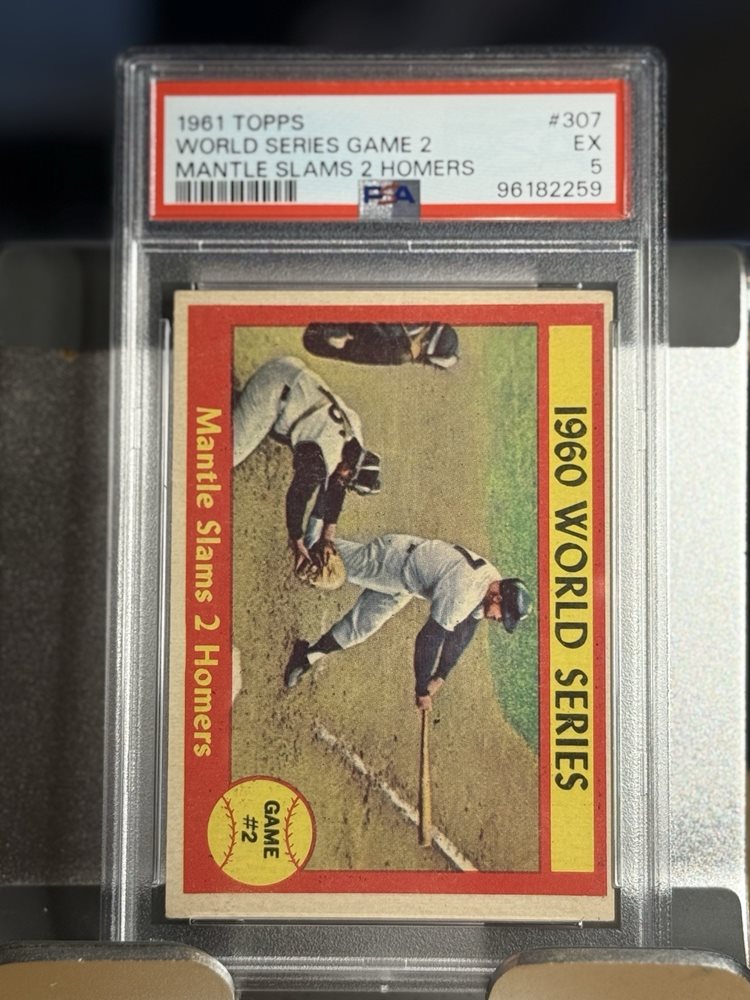 1961 TOPPS #307
WORLD SERIES GAME 2 EX
MANTLE SLAMS 2 HOMERS 5
PSA 96182259
1960 WORLD SERIES
Mantle Slams 2 Homers
GAME
#2